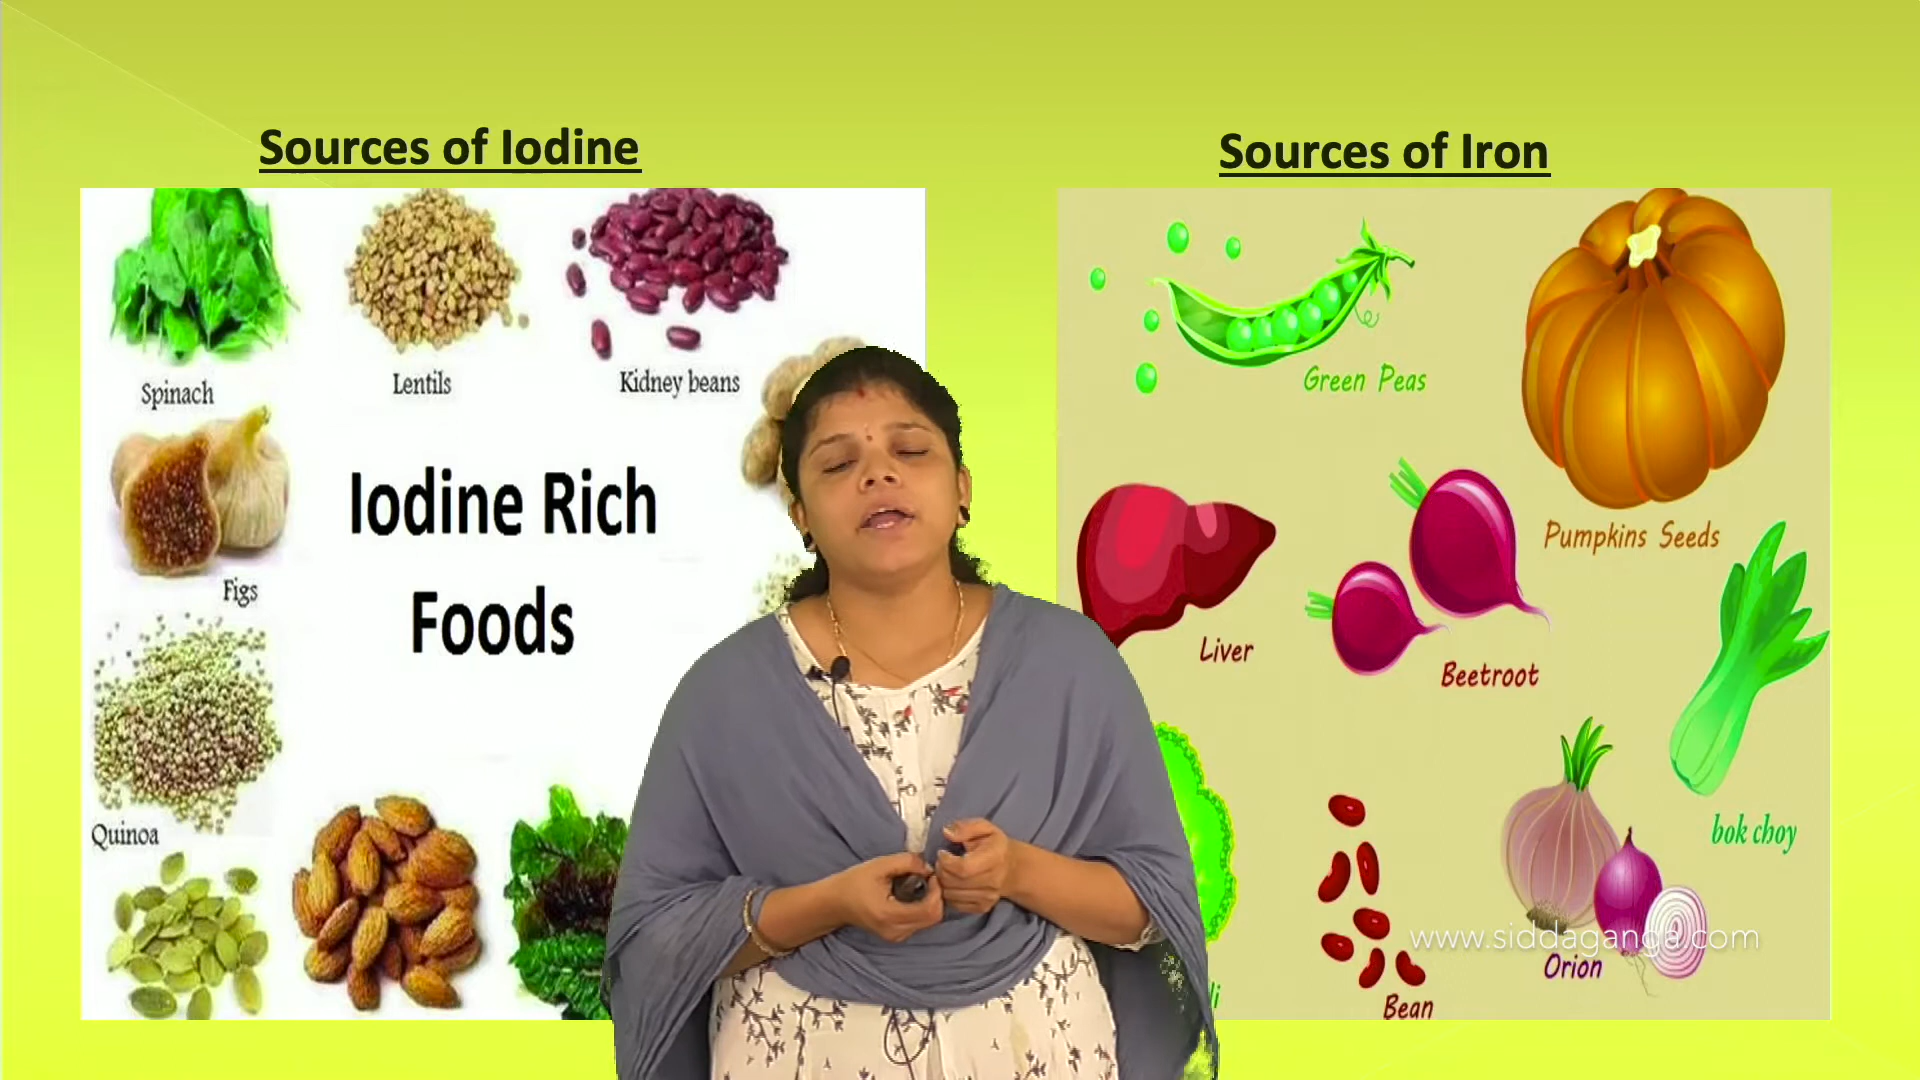 Sources of Iodine
Sources of Iron
Spinach
Lentils
Kidney beans
Figs
Iodine Rich
Foods
Quinoa
Green Peas
Pumpkins Seeds
Liver
Beetroot
bok choy
www.siddaganga.com
Orion
Bean
li